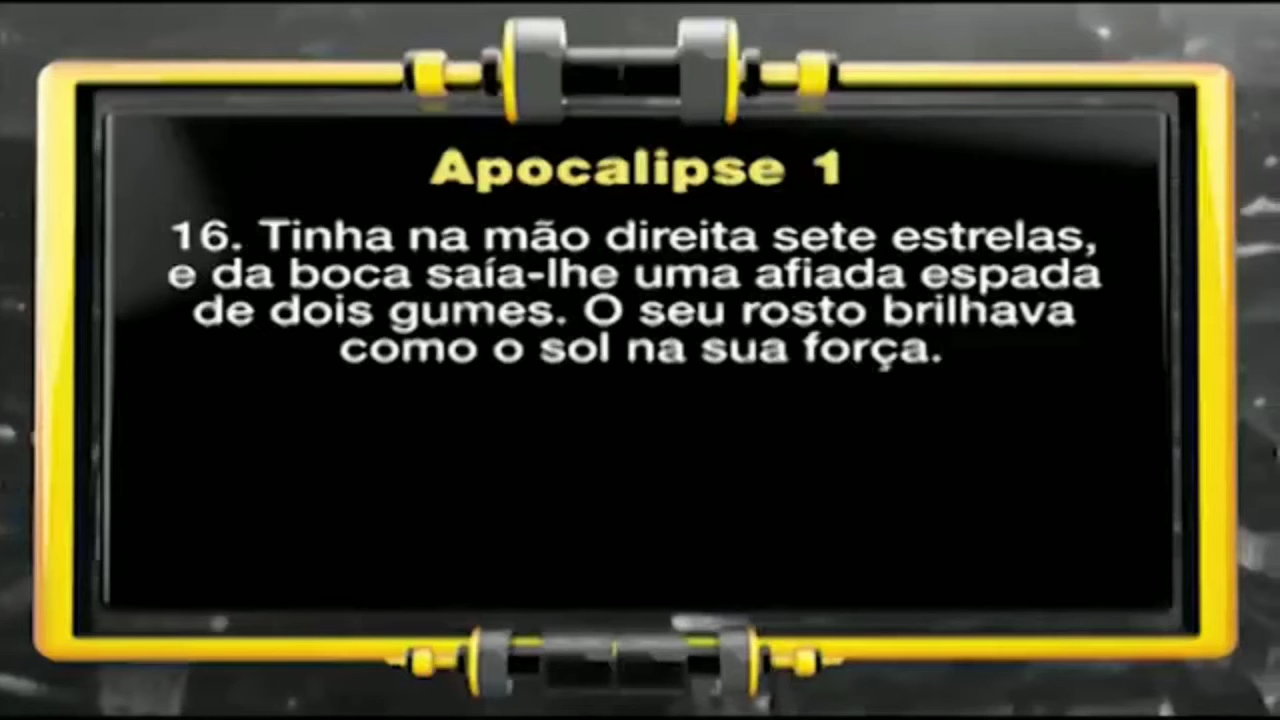 Apocalipse 1
16. Tinha na mão direita sete estrelas,
e da boca saía-lhe uma afiada espada
de dois gumes. O seu rosto brilhava
como o sol na sua força.